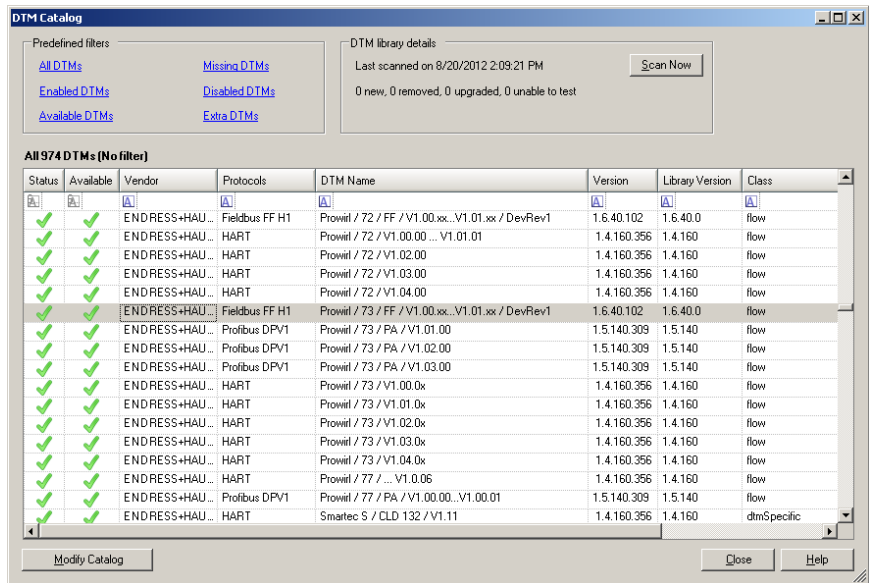 DTM Catalog
Predefined filters
All DTMs Missing DTMs
Enabled DTMs Disabled DTMs
Available DTMs Extra DTMs
DTM library details
Last scanned on 8/20/2012 2:09:21 PM Scan Now
0 new, 0 removed, 0 upgraded, 0 unable to test
All 974 DTMs (No filter)
Status Available Vendor Protocols DTM Name Version Library Version Class
A A A A A A A A
ENDRESS+HAU... Fieldbus FF H1 Prowirl / 72 / FF / V1.00.xx...V1.01.xx / DevRev1 1.6.40.102 1.6.40.0 flow
ENDRESS+HAU... HART Prowirl / 72 / V1.00.00 ... V1.01.01 1.4.160.356 1.4.160 flow
ENDRESS+HAU... HART Prowirl / 72 / V1.02.00 1.4.160.356 1.4.160 flow
ENDRESS+HAU... HART Prowirl / 72 / V1.03.00 1.4.160.356 1.4.160 flow
ENDRESS+HAU... HART Prowirl / 72 / V1.04.00 1.4.160.356 1.4.160 flow
ENDRESS+HAU... Fieldbus FF H1 Prowirl / 73 / FF / V1.00.xx...V1.01.xx / DevRev1 1.6.40.102 1.6.40.0 flow
ENDRESS+HAU... Profibus DPV1 Prowirl / 73 / PA / V1.01.00 1.5.140.309 1.5.140 flow
ENDRESS+HAU... Profibus DPV1 Prowirl / 73 / PA / V1.02.00 1.5.140.309 1.5.140 flow
ENDRESS+HAU... Profibus DPV1 Prowirl / 73 / PA / V1.03.00 1.5.140.309 1.5.140 flow
ENDRESS+HAU... HART Prowirl / 73 / V1.00.0x 1.4.160.356 1.4.160 flow
ENDRESS+HAU... HART Prowirl / 73 / V1.01.0x 1.4.160.356 1.4.160 flow
ENDRESS+HAU... HART Prowirl / 73 / V1.02.0x 1.4.160.356 1.4.160 flow
ENDRESS+HAU... HART Prowirl / 73 / V1.03.0x 1.4.160.356 1.4.160 flow
ENDRESS+HAU... HART Prowirl / 73 / V1.04.0x 1.4.160.356 1.4.160 flow
ENDRESS+HAU... HART Prowirl / 77 / ... V1.0.06 1.4.160.356 1.4.160 flow
ENDRESS+HAU... Profibus DPV1 Prowirl / 77 / PA / V1.00.00...V1.00.01 1.5.140.309 1.5.140 flow
ENDRESS+HAU... HART Smartec S / CLD 132 / V1.11 1.4.160.356 1.4.160 dtmSpecific
Modify Catalog Close Help